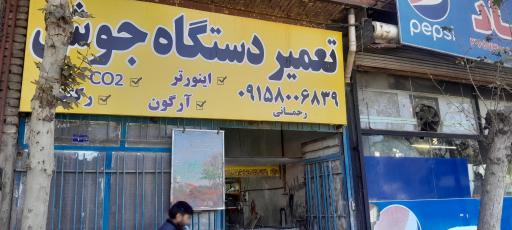 تعمیر دستگاه جوش
اینورتر CO2
آرگون
۰۹۱۵۸۰۰۶۸۳۹
رحمانی
pepsi